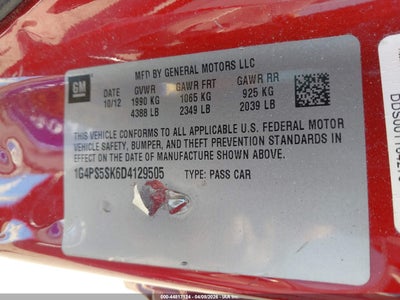 MFD BY GENERAL MOTORS LLC
GM
DATE GVWR GAWR FRT GAWR RR
10/12 1990 KG 1065 KG 925 KG
4388 LB 2349 LB 2039 LB
THIS VEHICLE CONFORMS TO ALL APPLICABLE U.S. FEDERAL MOTOR
VEHICLE SAFETY, BUMPER, AND THEFT PREVENTION STANDARDS IN
EFFECT ON THE DATE OF MANUFACTURE SHOWN ABOVE.
1G4PS5SK6D4129505 TYPE: PASS CAR